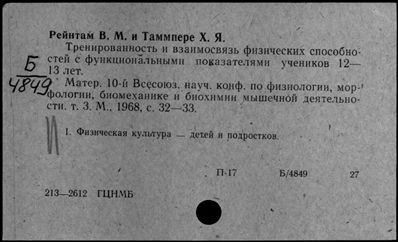 Рейнтам В. М. и Таммпере Х. Я.
Тренированность и взаимосвязь физических способно-
стей с функциональными показателями учеников 12—
13 лет.
Б
4849
Матер. 10-й Всесоюз. науч. конф. по физиологии, мор-
фологии, биомеханике и биохимии мышечной деятельно-
сти. т. 3. М., 1968, с. 32—33.
1. Физическая культура — детей и подростков.
П-17 Б/4849 27
213—2612 ГЦНМБ